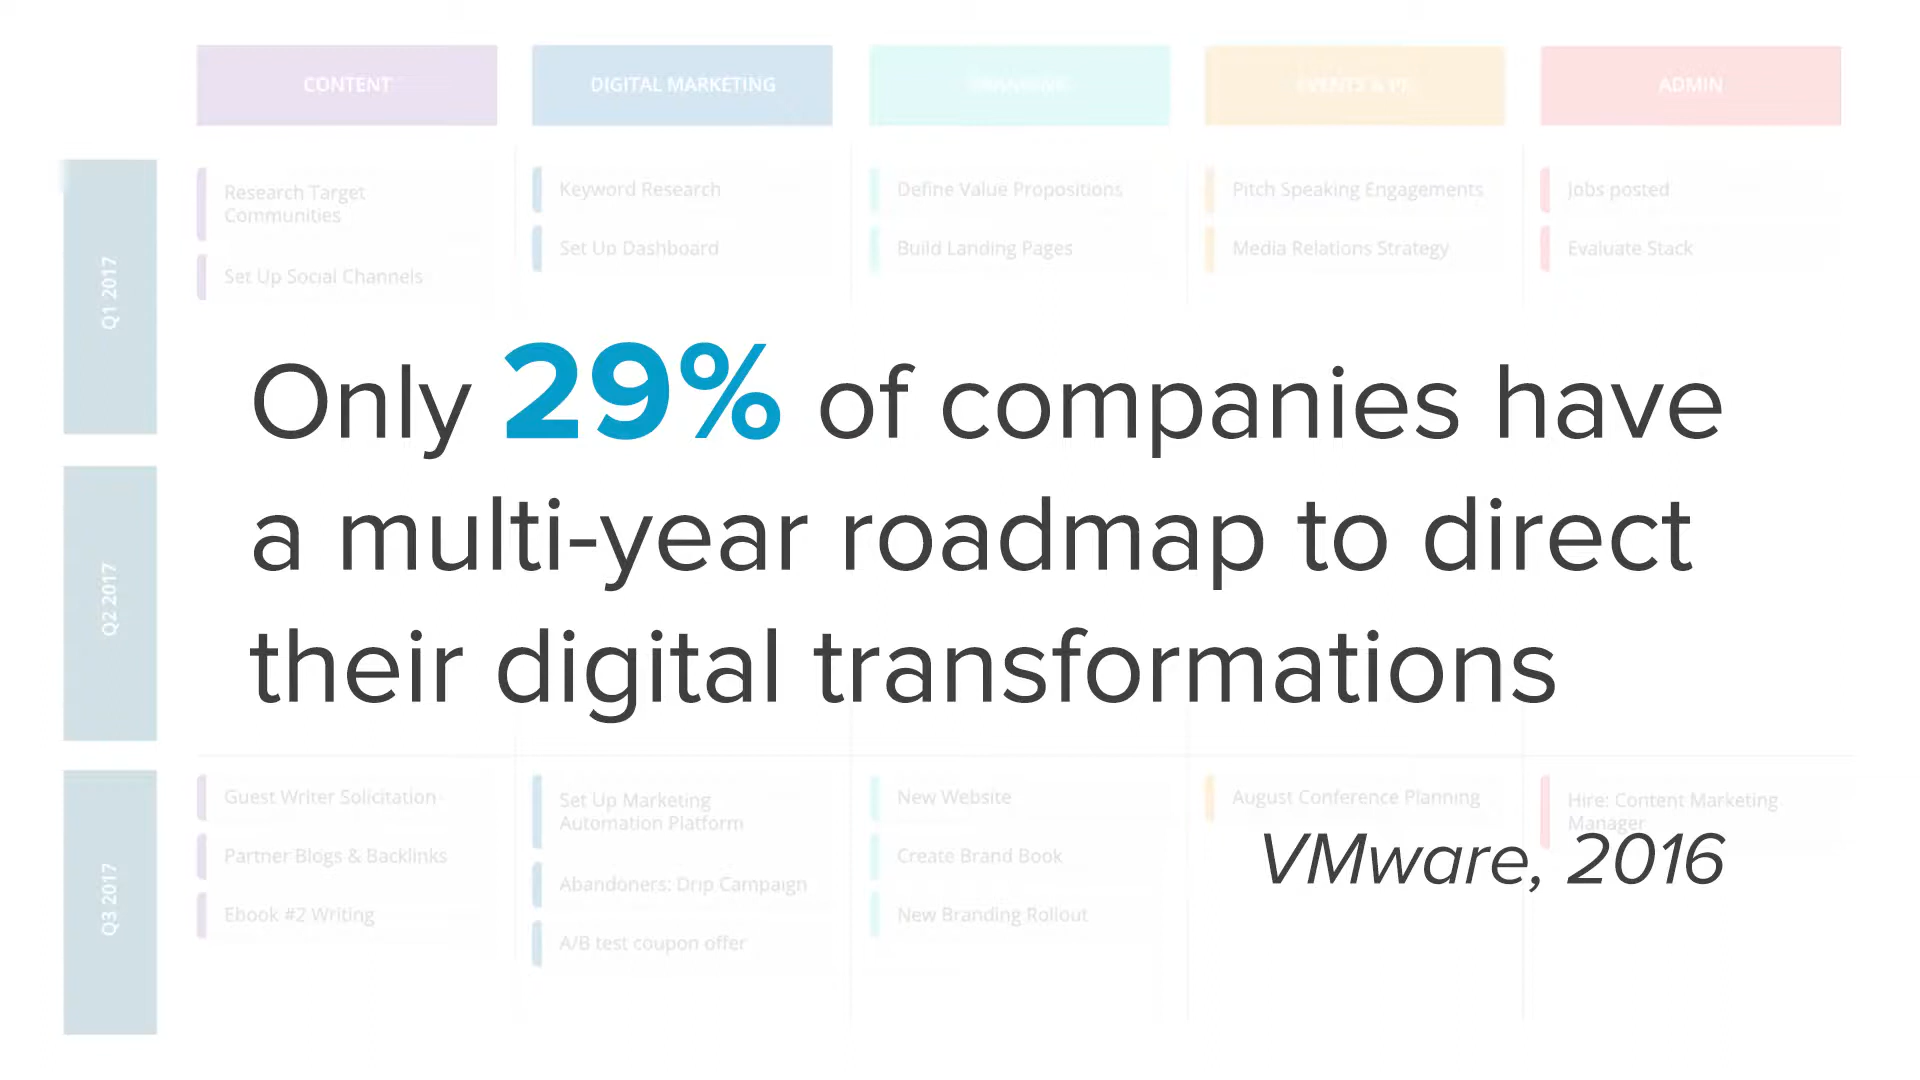 CONTENT
DIGITAL MARKETING
BRANDING
EVENTS & PR
ADMIN
Q1 2017
Research Target
Communities
Set Up Social Channels
Keyword Research
Set Up Dashboard
Define Value Propositions
Build Landing Pages
Pitch Speaking Engagements
Media Relations Strategy
Jobs posted
Evaluate Stack
Only 29% of companies have
a multi-year roadmap to direct
their digital transformations
VMware, 2016
Q2 2017
Q3 2017
Guest Writer Solicitation
Partner Blogs & Backlinks
Ebook #2 Writing
Set Up Marketing
Automation Platform
Abandoners: Drip Campaign
A/B test coupon offer
New Website
Create Brand Book
New Branding Rollout
August Conference Planning
Hire: Content Marketing
Manager